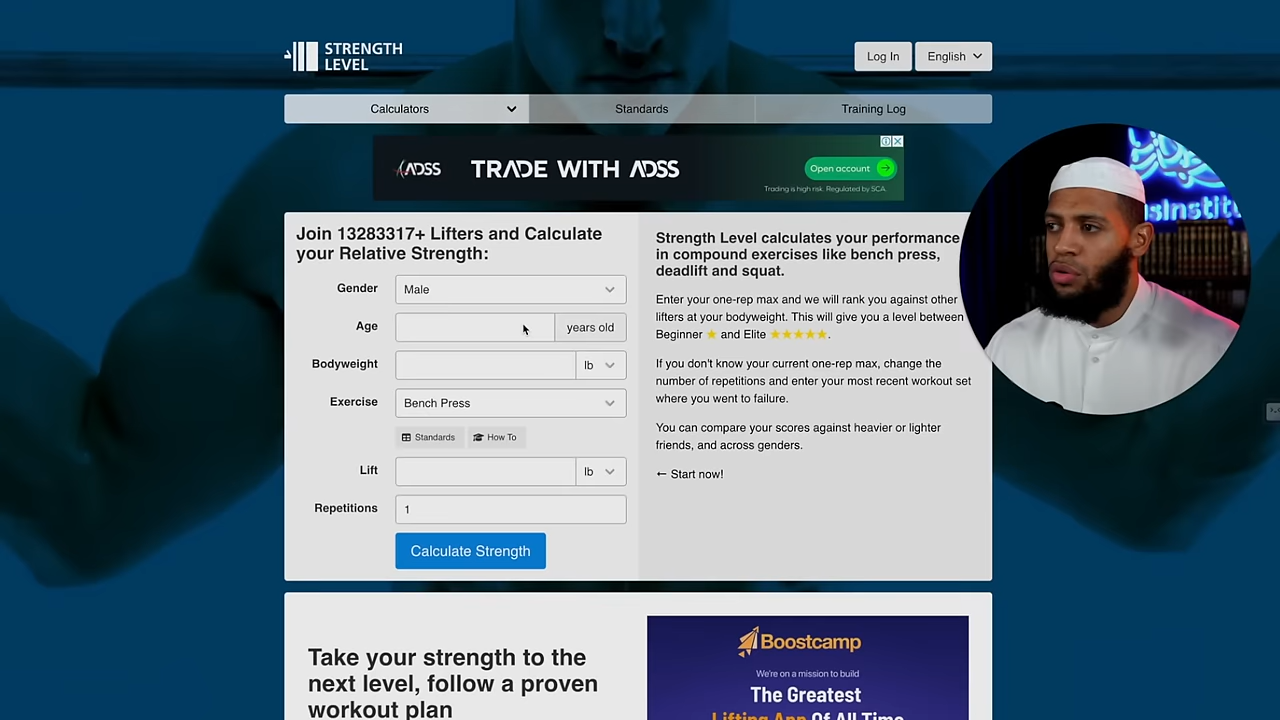 STRENGTH
LEVEL
Log In
English
Calculators
Standards
Training Log
ADSS
TRADE WITH ADSS
Open account
Trading is high risk. Regulated by SCA.
Join 13283317+ Lifters and Calculate
your Relative Strength:
Gender
Male
Age
years old
Bodyweight
lb
Exercise
Bench Press
Standards
How To
Lift
lb
Repetitions
1
Calculate Strength
Strength Level calculates your performance
in compound exercises like bench press,
deadlift and squat.
Enter your one-rep max and we will rank you against other
lifters at your bodyweight. This will give you a level between
Beginner ★ and Elite ★★★★★.
If you don't know your current one-rep max, change the
number of repetitions and enter your most recent workout set
where you went to failure.
You can compare your scores against heavier or lighter
friends, and across genders.
← Start now!
Take your strength to the
next level, follow a proven
workout plan
Boostcamp
We're on a mission to build
The Greatest
Lifting App Of All Time